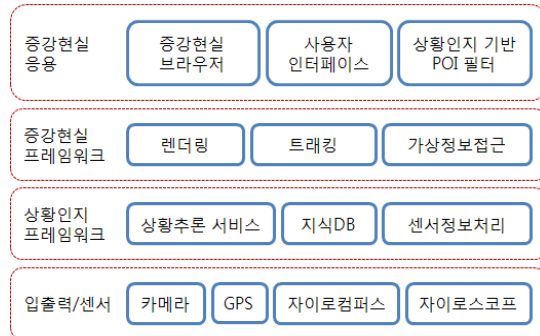 증강현실
응용
증강현실
브라우저
사용자
인터페이스
상황인지 기반
POI 필터
증강현실
프레임워크
렌더링
트래킹
가상정보접근
상황인지
프레임워크
상황추론 서비스
지식DB
센서정보처리
입출력/센서
카메라
GPS
자이로컴퍼스
자이로스코프